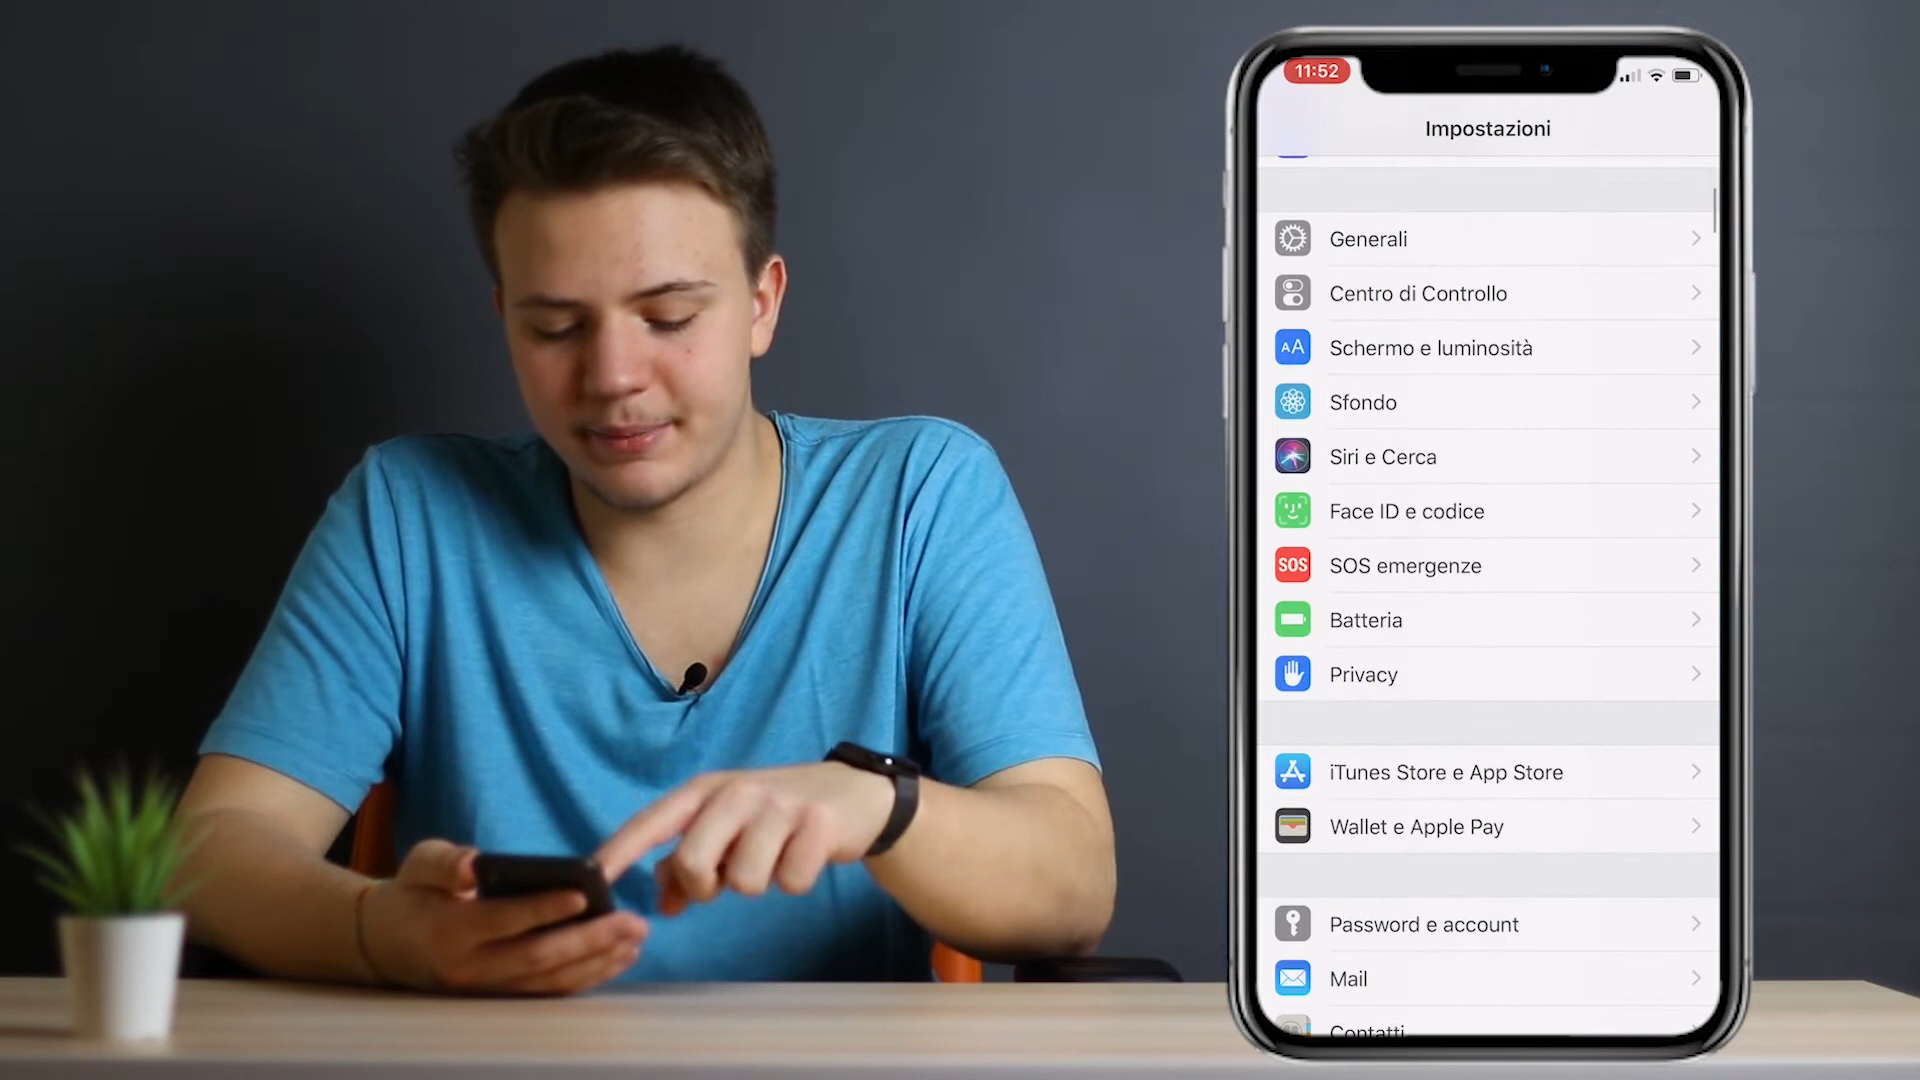 11:52
Impostazioni
Generali
Centro di Controllo
AA Schermo e luminosità
Sfondo
Siri e Cerca
Face ID e codice
SOS SOS emergenze
Batteria
Privacy
iTunes Store e App Store
Wallet e Apple Pay
Password e account
Mail
Contatti